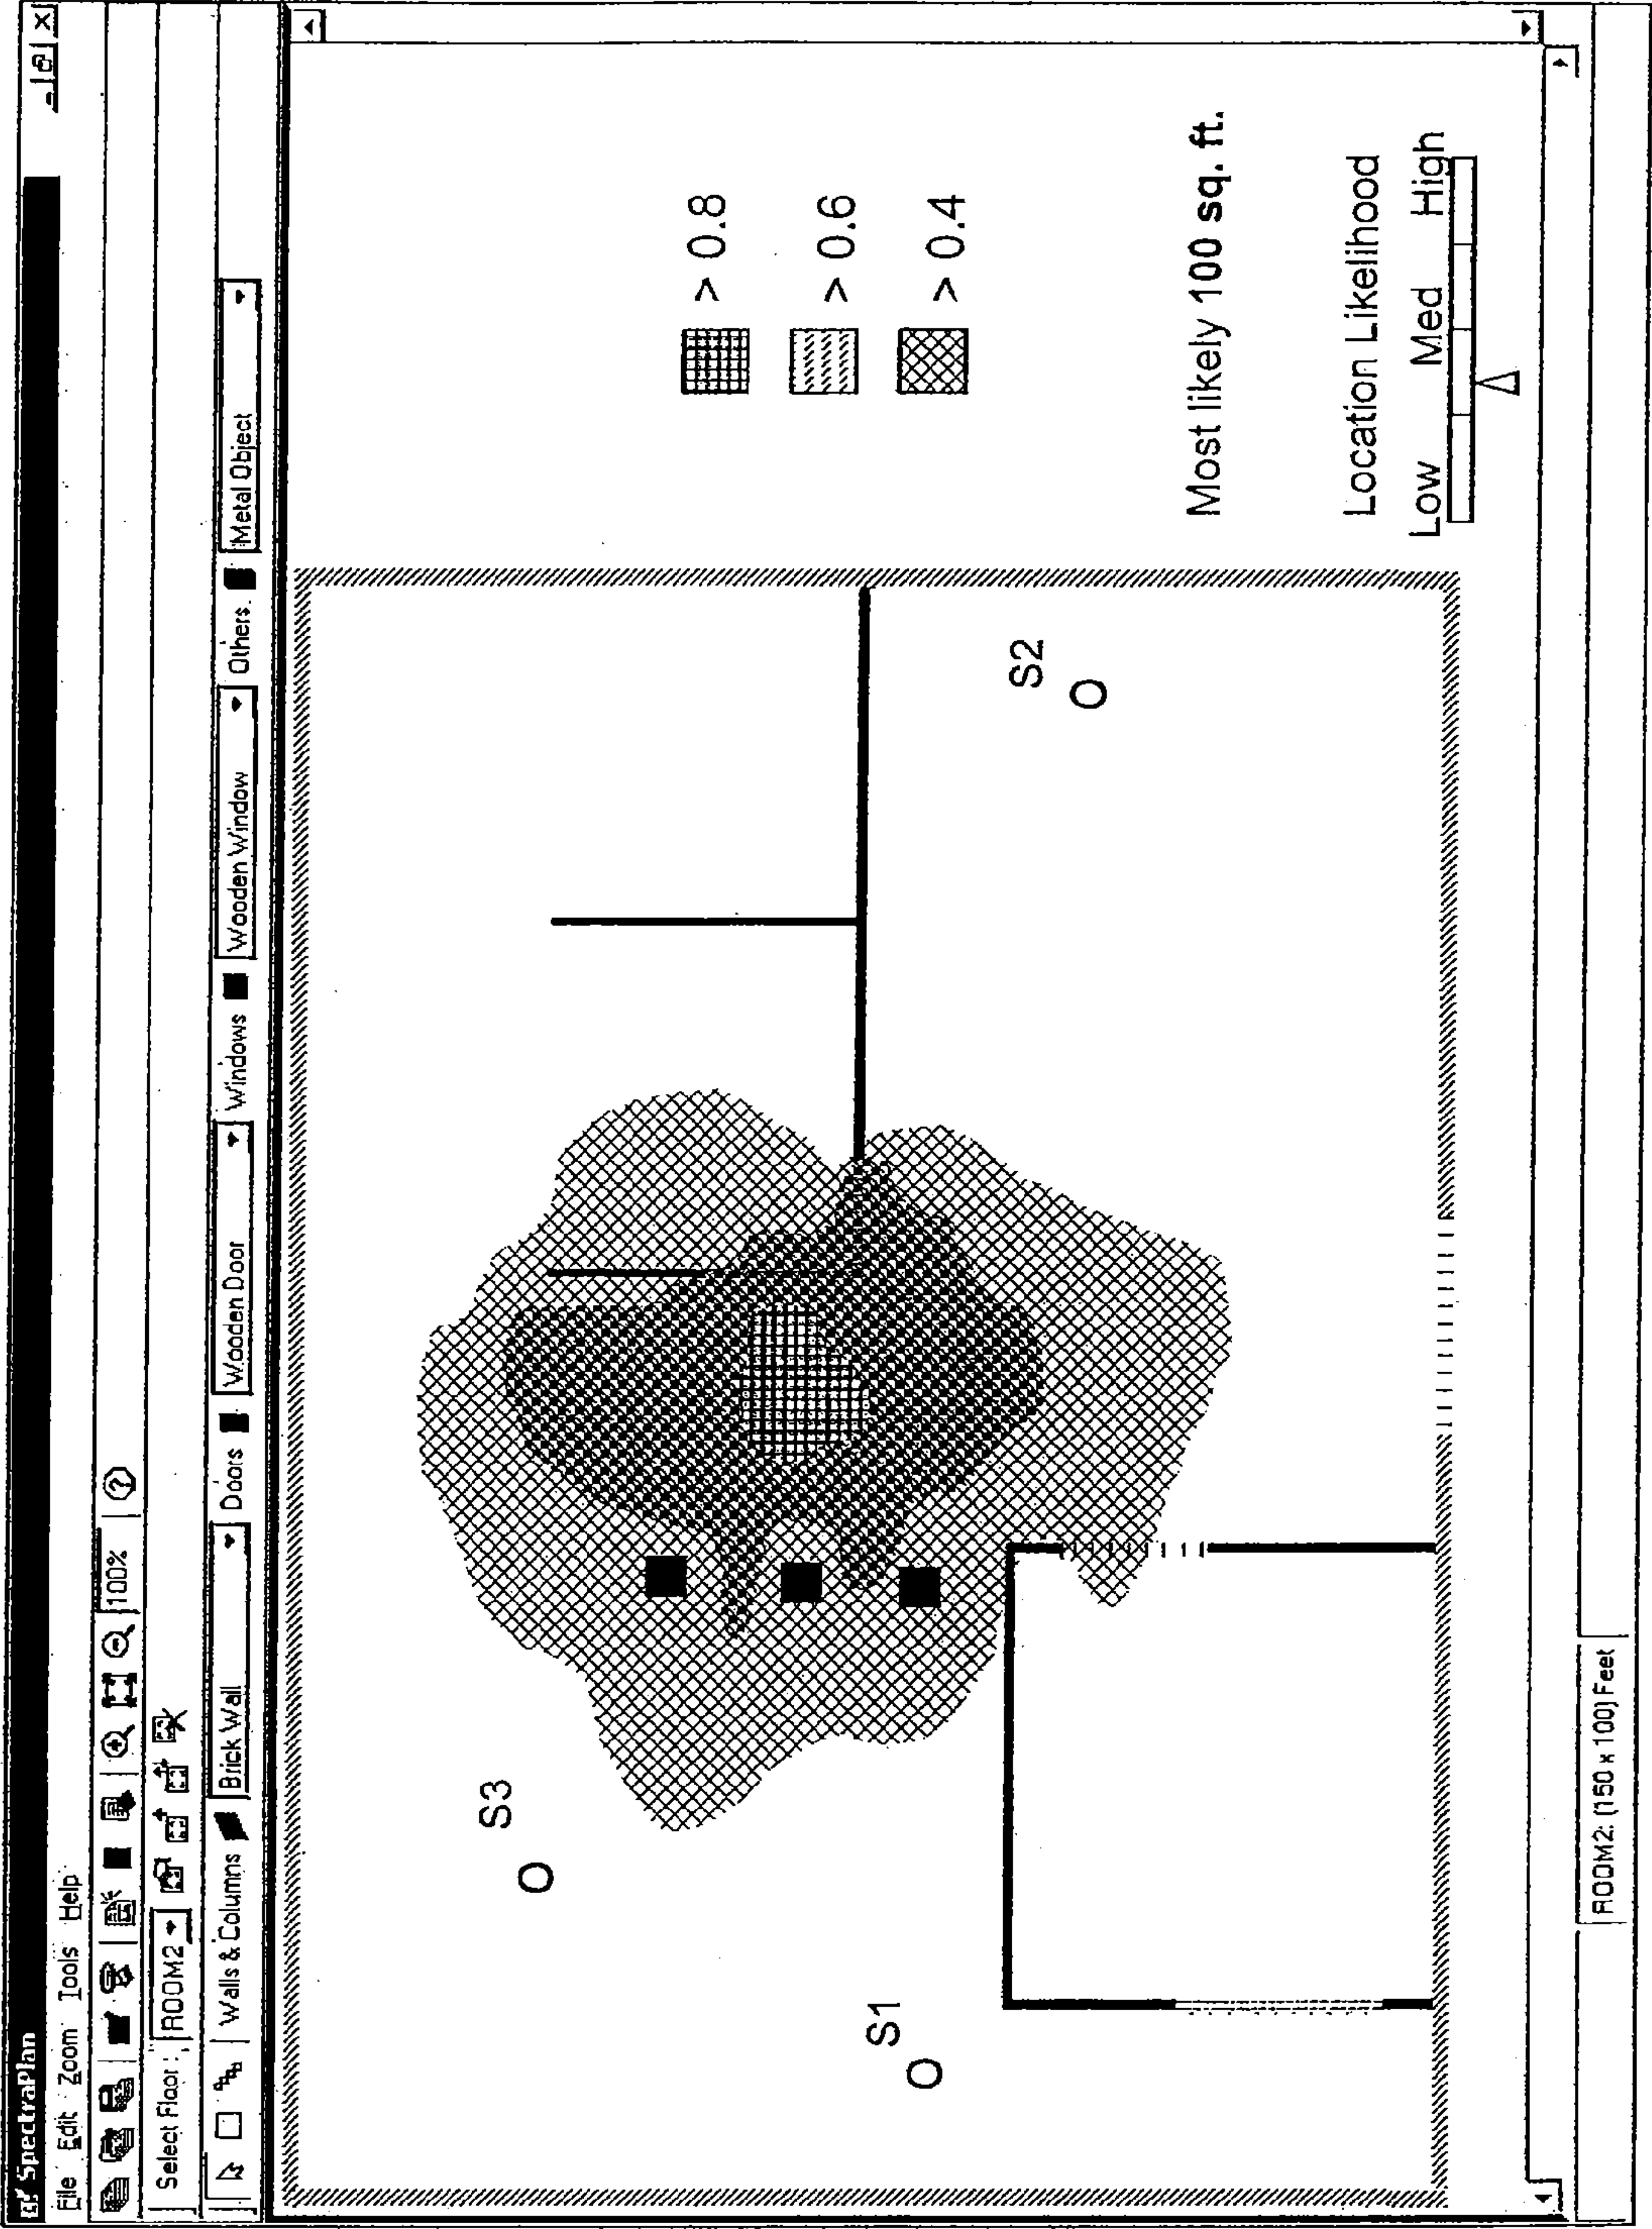 SpectraPlan
File Edit Zoom Tools Help
100%
Select Floor: ROOM2
Walls & Columns Brick Wall Doors Wooden Door Windows Wooden Window Others. Metal Object
> 0.8
> 0.6
> 0.4
S3
S1
S2
Most likely 100 sq. ft.
Location Likelihood
Low Med High
ROOM2: (150 x 100) Feet